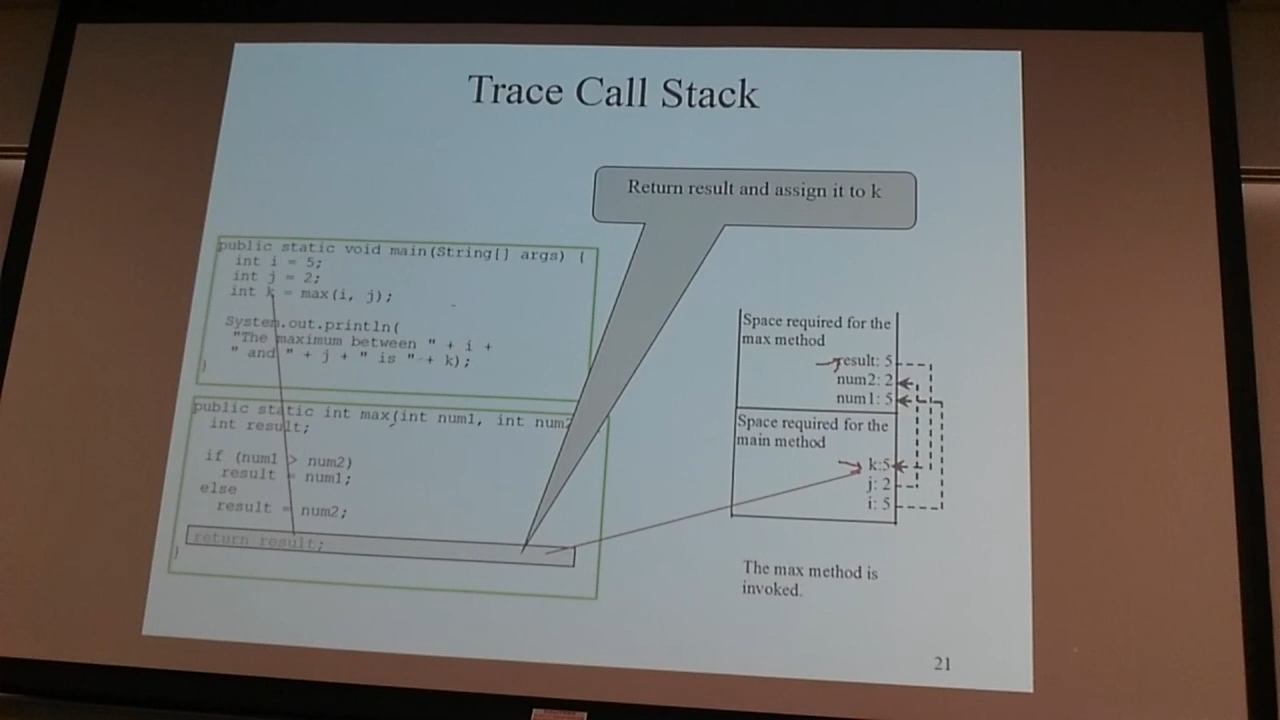 Trace Call Stack
Return result and assign it to k
public static void main(String[] args) {
int i = 5;
int j = 2;
int k = max(i, j);
System.out.println(
"The maximum between " + i +
" and " + j + " is " + k);
}
public static int max(int num1, int num2
int result;
if (num1 > num2)
result = num1;
else
result = num2;
return result;
}
Space required for the
max method
result: 5
num2: 2
num1: 5
Space required for the
main method
k:5
j: 2
i: 5
The max method is
invoked.
21